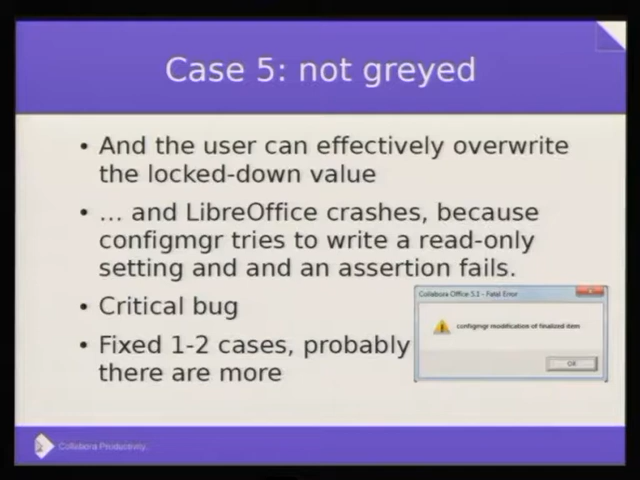 Case 5: not greyed
• And the user can effectively overwrite
the locked-down value
• ... and LibreOffice crashes, because
configmgr tries to write a read-only
setting and and an assertion fails.
Collabora Office 5.1 - Fatal Error
configmgr modification of finalized item
OK
• Critical bug
• Fixed 1-2 cases, probably
there are more
Collabora Productivity